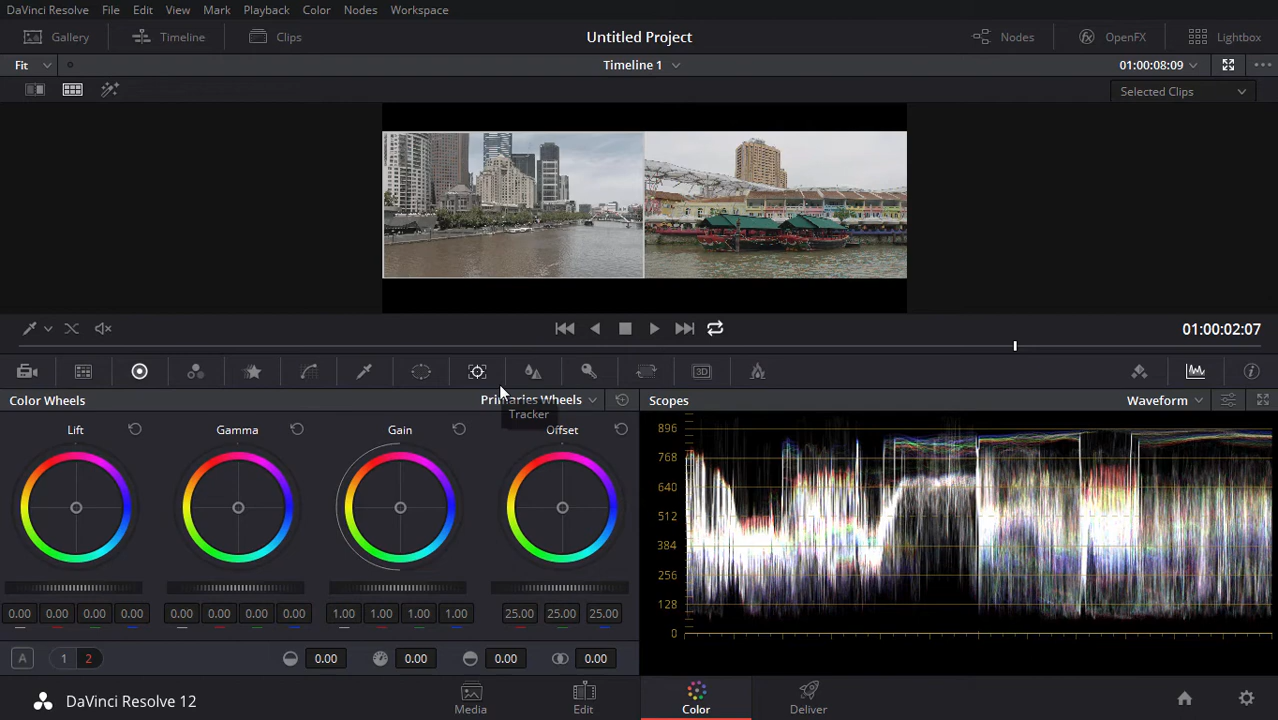 DaVinci Resolve File Edit View Mark Playback Color Nodes Workspace
Gallery Timeline Clips Untitled Project Nodes OpenFX Lightbox
Fit Timeline 1 01:00:08:09
Selected Clips
01:00:02:07
3D
Color Wheels Primaries Wheels Scopes Waveform
Tracker
Lift Gamma Gain Offset
896
768
640
512
384
256
128
0
0.00 0.00 0.00 0.00 0.00 0.00 0.00 0.00 1.00 1.00 1.00 1.00 25.00 25.00 25.00
A 1 2 0.00 0.00 0.00 0.00
DaVinci Resolve 12 Media Edit Color Deliver